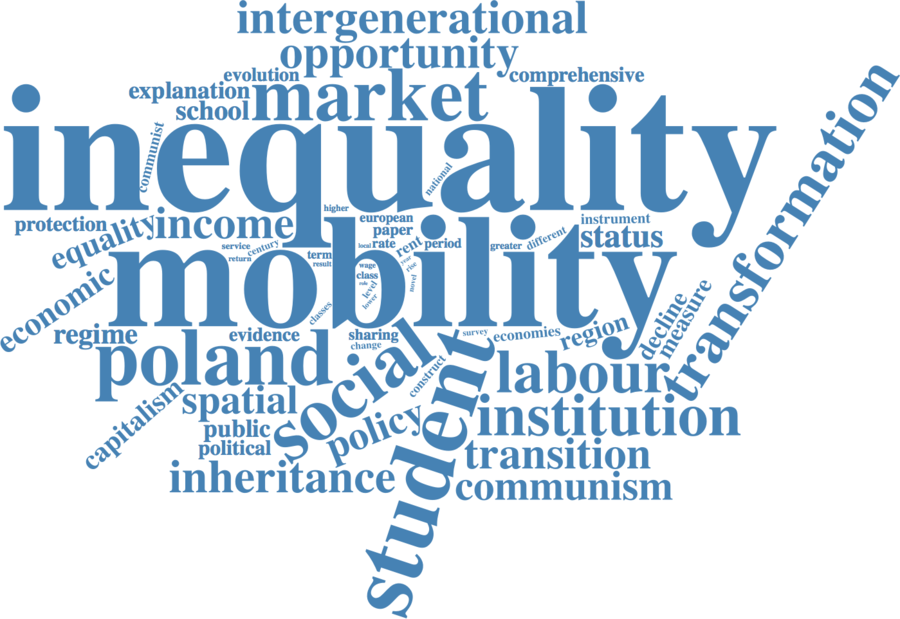 intergenerational
opportunity
evolution
comprehensive
explanation
market
school
communist
inequality
national
transformation
higher
protection
income
european
instrument
equality
paper
status
mobility
service
century
return
term
result
local
rate
rent
period
greater
different
year
rise
wage
class
rule
level
lower
novel
economic
classes
regime
evidence
sharing
change
survey
economies
region
decline
measure
poland
social
construct
student
labour
capitalism
spatial
public
policy
institution
political
transition
inheritance
communism